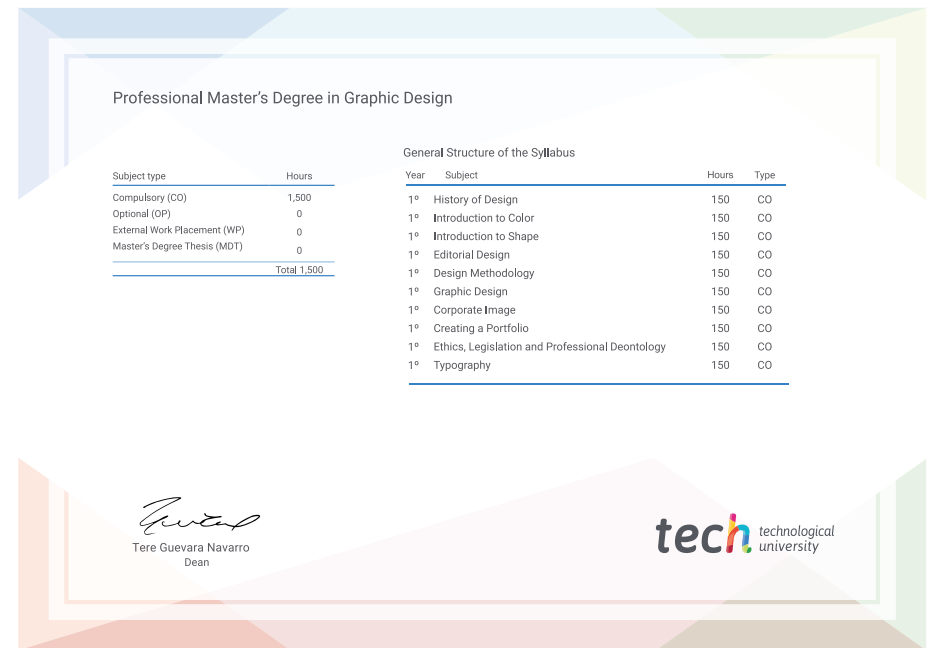 Professional Master's Degree in Graphic Design
General Structure of the Syllabus
Subject type Hours
Compulsory (CO) 1,500
Optional (OP) 0
External Work Placement (WP) 0
Master's Degree Thesis (MDT) 0
Total 1,500
Year Subject Hours Type
1º History of Design 150 CO
1º Introduction to Color 150 CO
1º Introduction to Shape 150 CO
1º Editorial Design 150 CO
1º Design Methodology 150 CO
1º Graphic Design 150 CO
1º Corporate Image 150 CO
1º Creating a Portfolio 150 CO
1º Ethics, Legislation and Professional Deontology 150 CO
1º Typography 150 CO
Tere Guevara Navarro
Dean
tech technological
university